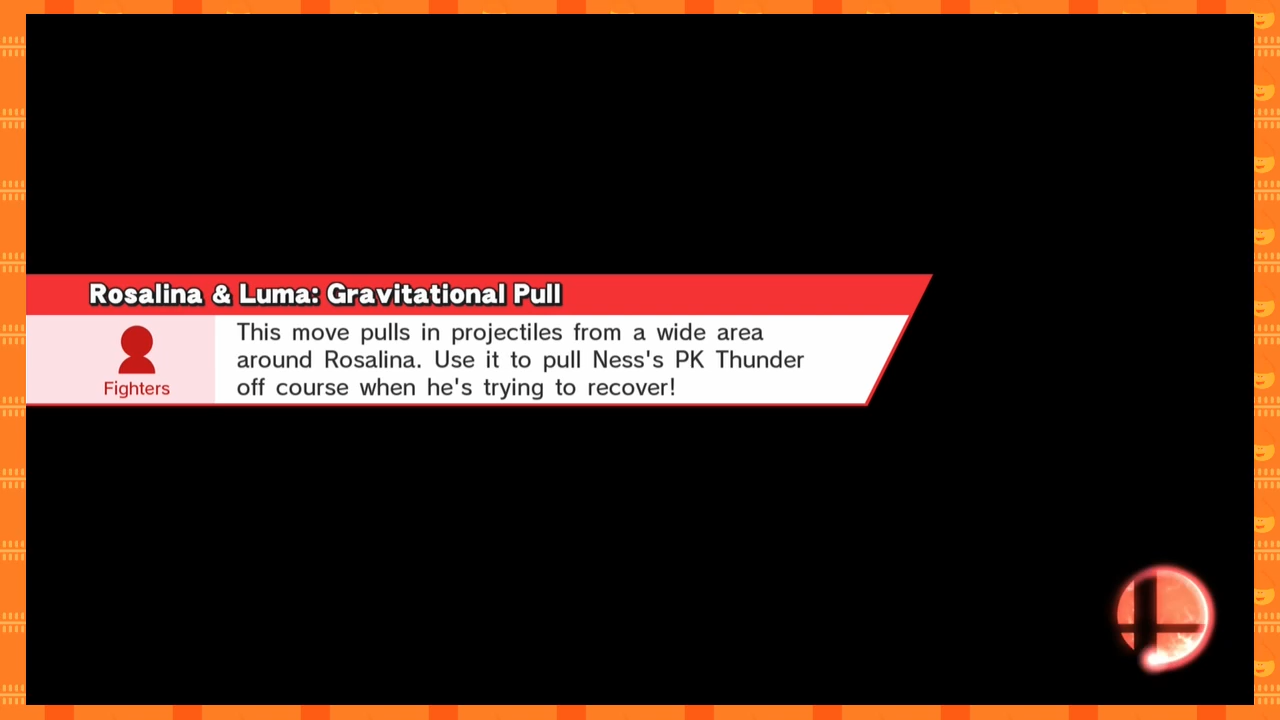 Rosalina & Luma: Gravitational Pull
Fighters
This move pulls in projectiles from a wide area
around Rosalina. Use it to pull Ness's PK Thunder
off course when he's trying to recover!